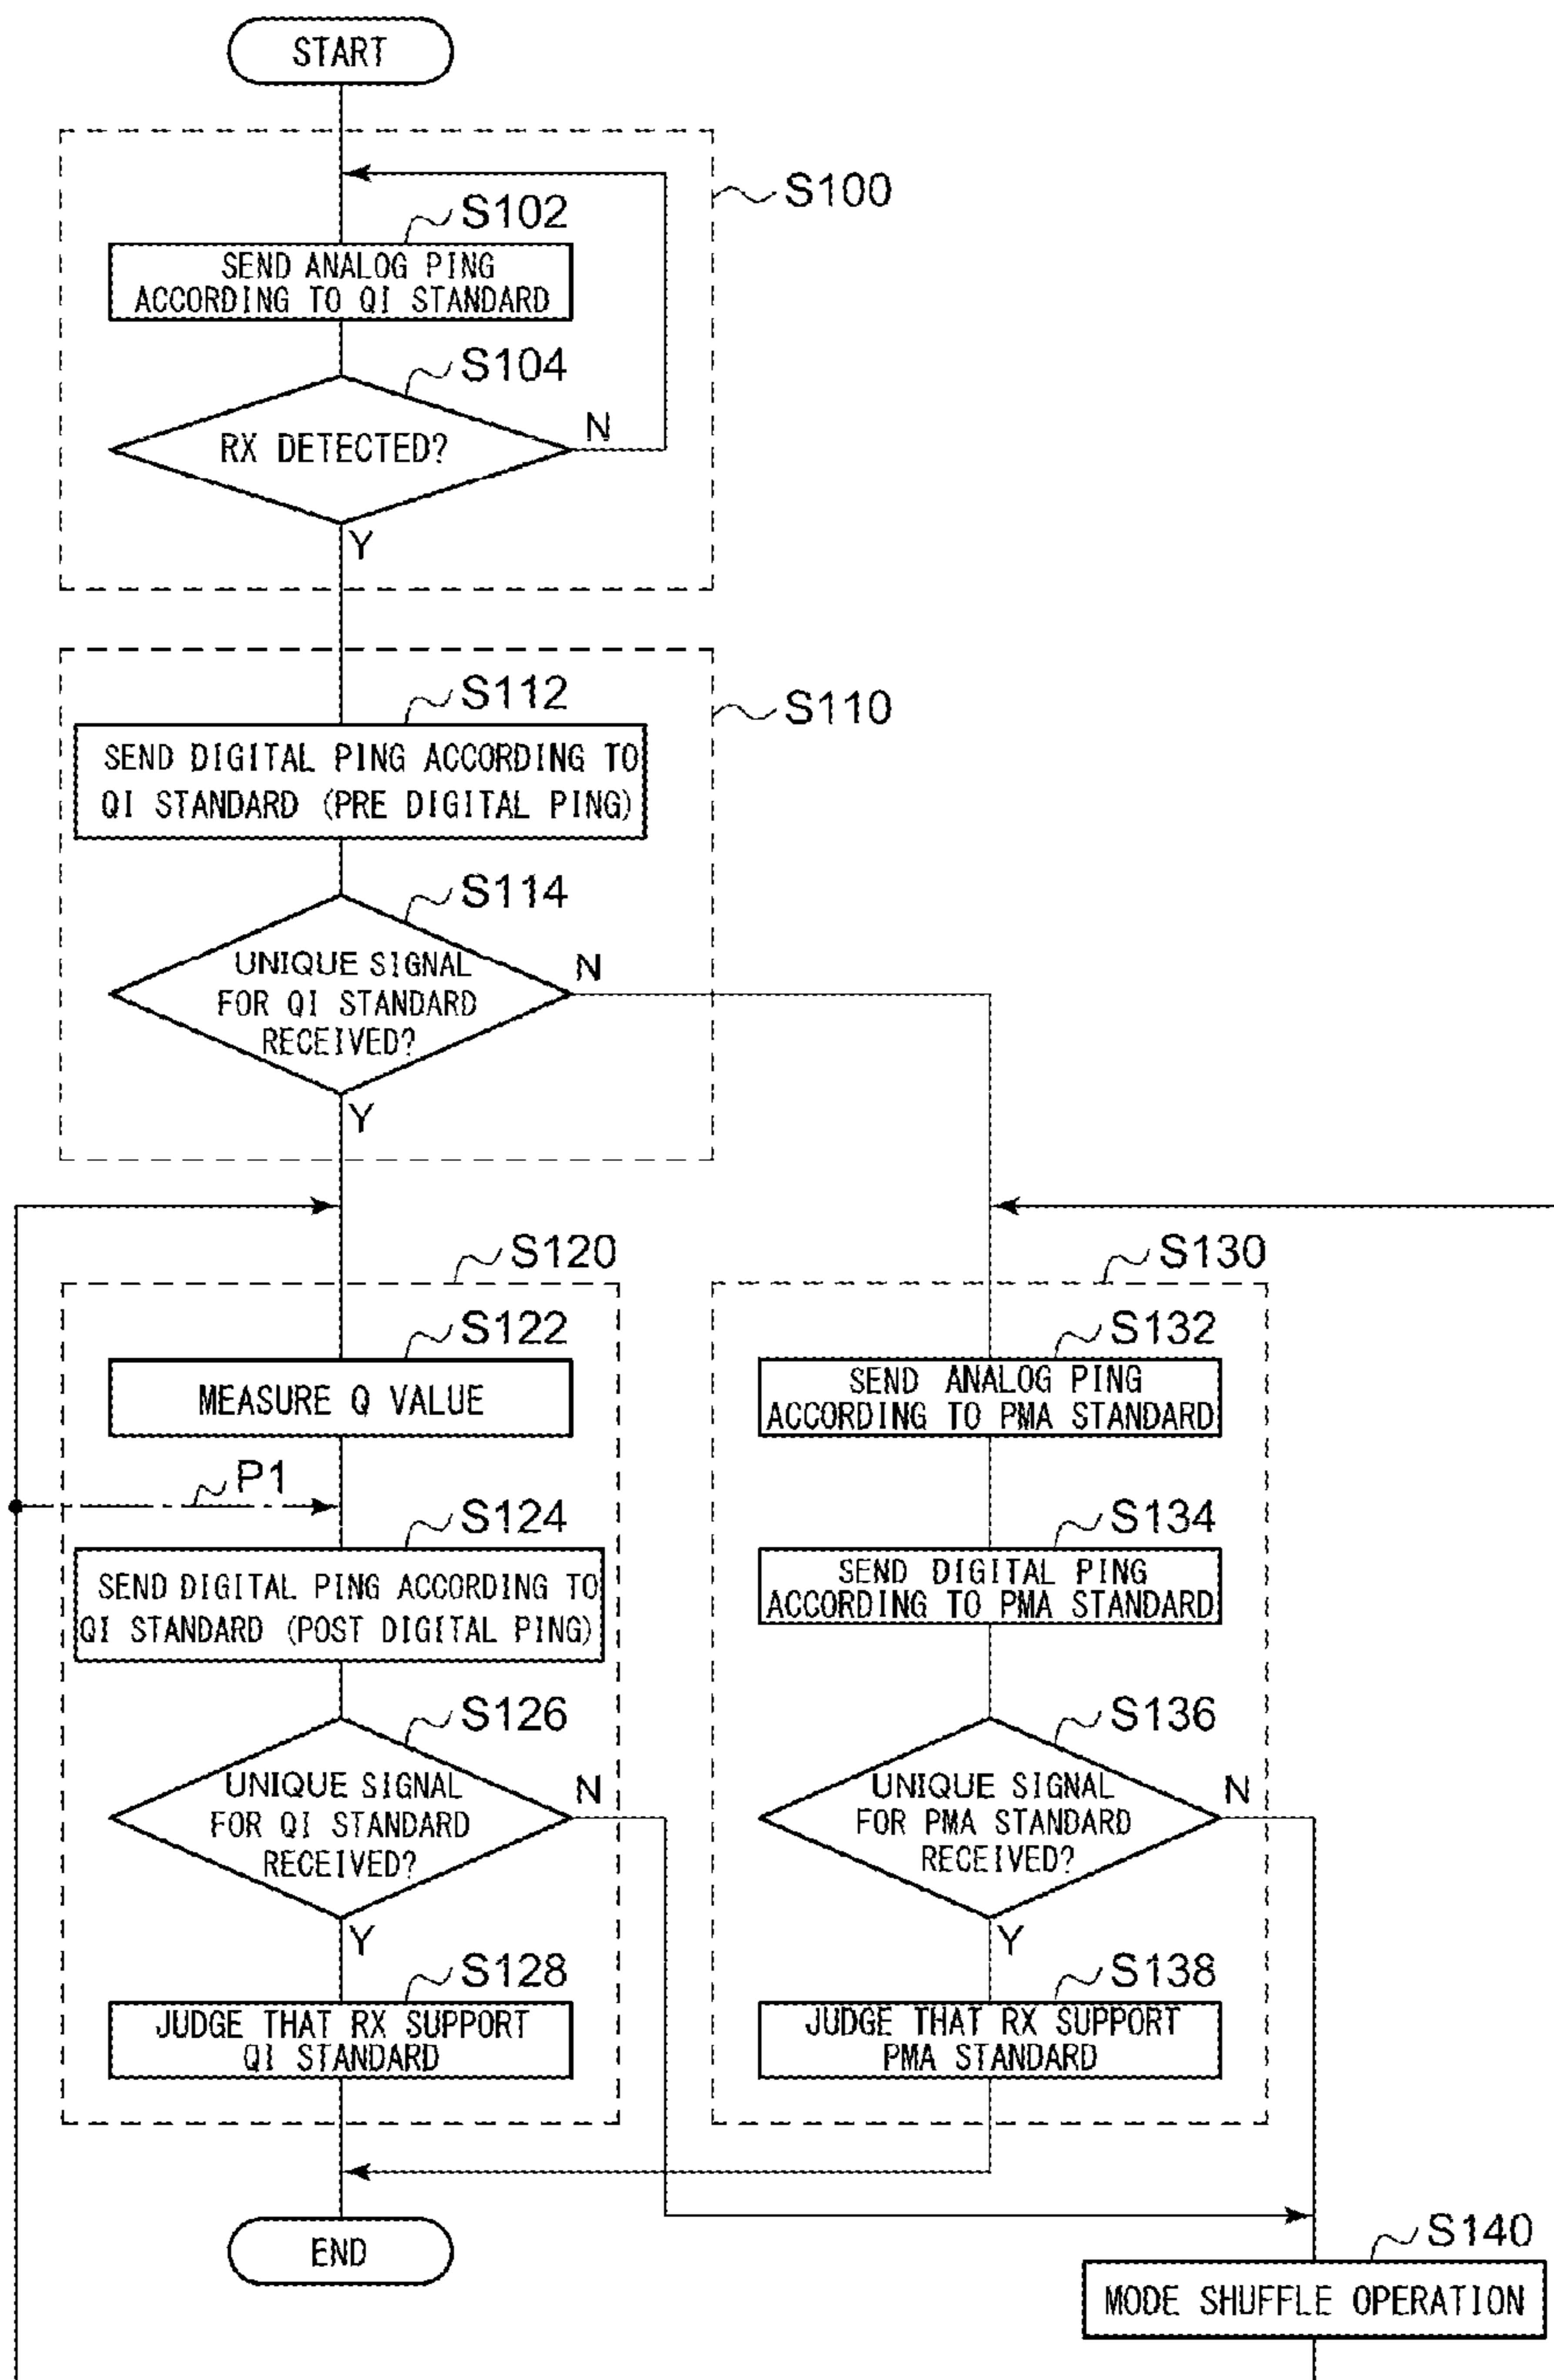 START
S100
S102
SEND ANALOG PING
ACCORDING TO QI STANDARD
S104
RX DETECTED?
N
Y
S110
S112
SEND DIGITAL PING ACCORDING TO
QI STANDARD (PRE DIGITAL PING)
S114
UNIQUE SIGNAL
FOR QI STANDARD
RECEIVED?
N
Y
S120
S122
MEASURE Q VALUE
P1
S124
SEND DIGITAL PING ACCORDING TO
QI STANDARD (POST DIGITAL PING)
S126
UNIQUE SIGNAL
FOR QI STANDARD
RECEIVED?
N
Y
S128
JUDGE THAT RX SUPPORT
QI STANDARD
S130
S132
SEND ANALOG PING
ACCORDING TO PMA STANDARD
S134
SEND DIGITAL PING
ACCORDING TO PMA STANDARD
S136
UNIQUE SIGNAL
FOR PMA STANDARD
RECEIVED?
N
Y
S138
JUDGE THAT RX SUPPORT
PMA STANDARD
END
S140
MODE SHUFFLE OPERATION